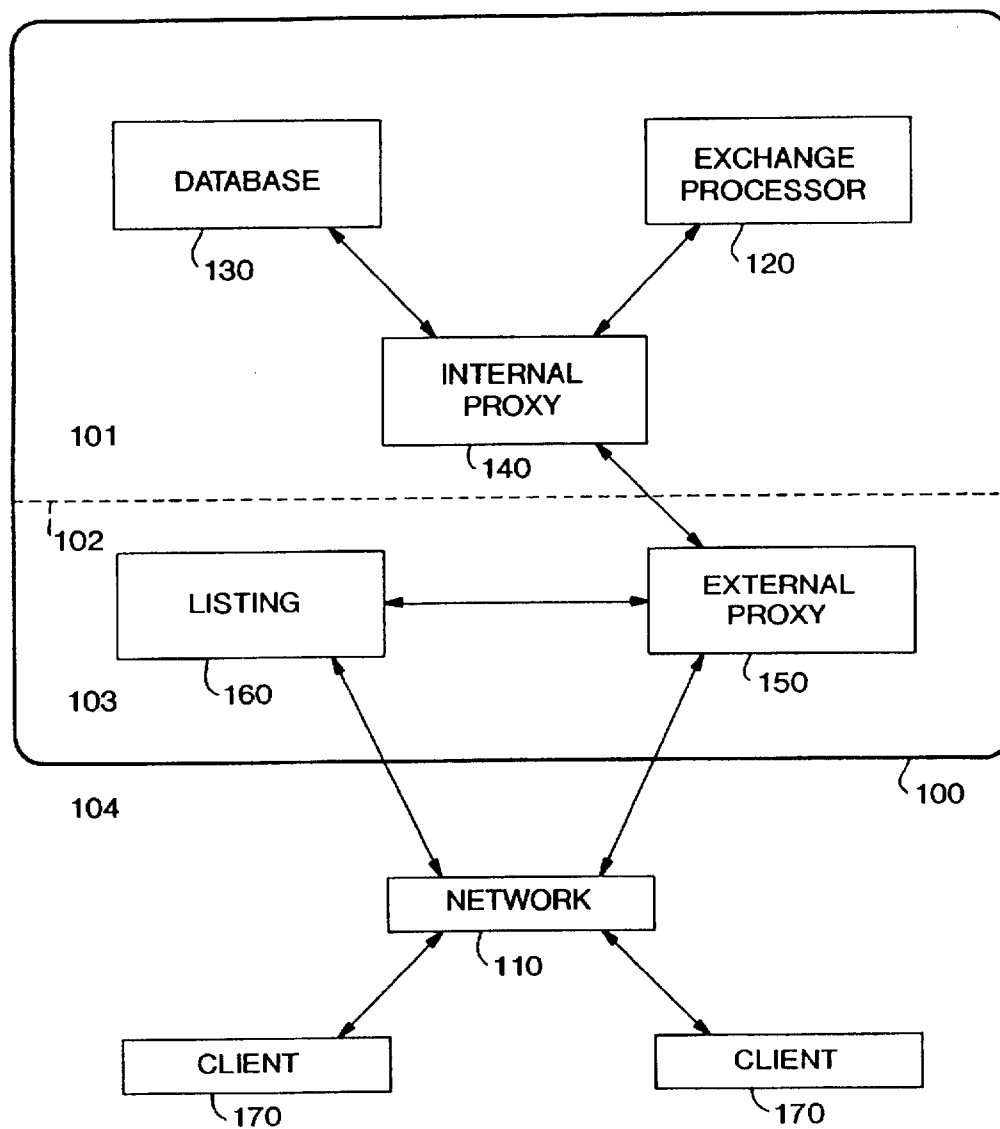 DATABASE
130
EXCHANGE
PROCESSOR
120
INTERNAL
PROXY
140
101
102
LISTING
160
EXTERNAL
PROXY
150
103
100
104
NETWORK
110
CLIENT
170
CLIENT
170